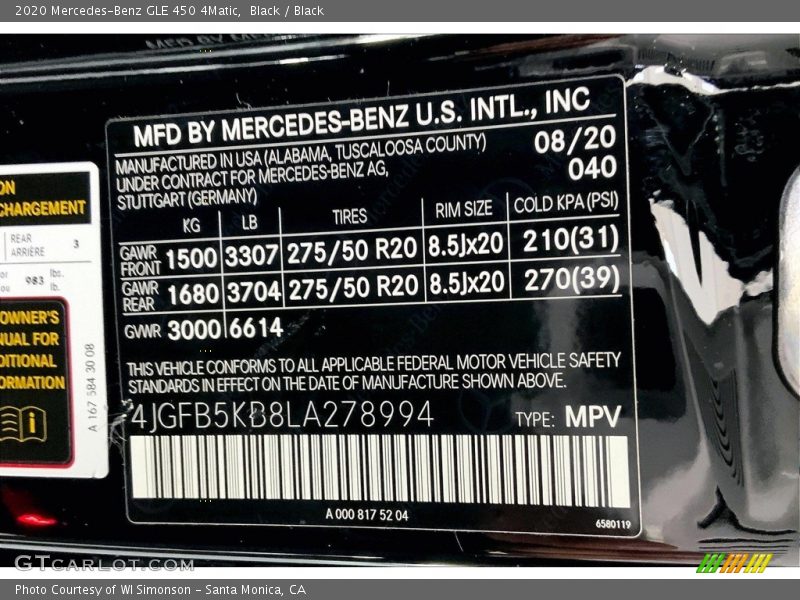 2020 Mercedes-Benz GLE 450 4Matic,  Black / Black
MFD BY MERCEDES-BENZ U.S. INTL., INC
MANUFACTURED IN USA (ALABAMA, TUSCALOOSA COUNTY)
UNDER CONTRACT FOR MERCEDES-BENZ AG,
STUTTGART (GERMANY)
08/20
040
KG LB TIRES RIM SIZE COLD KPA (PSI)
GAWR FRONT 1500 3307 275/50 R20 8.5Jx20 210(31)
GAWR REAR 1680 3704 275/50 R20 8.5Jx20 270(39)
GVWR 3000 6614
THIS VEHICLE CONFORMS TO ALL APPLICABLE FEDERAL MOTOR VEHICLE SAFETY
STANDARDS IN EFFECT ON THE DATE OF MANUFACTURE SHOWN ABOVE.
4JGFB5KB8LA278994 TYPE: MPV
A 000 817 52 04
6580119
ON
CHARGEMENT
REAR
ARRIÈRE 3
or
ou 983 lbs.
lb.
OWNER'S
NUAL FOR
DITIONAL
ORMATION
A 167 584 30 08
GTcarlot.com
Photo Courtesy of WI Simonson - Santa Monica, CA